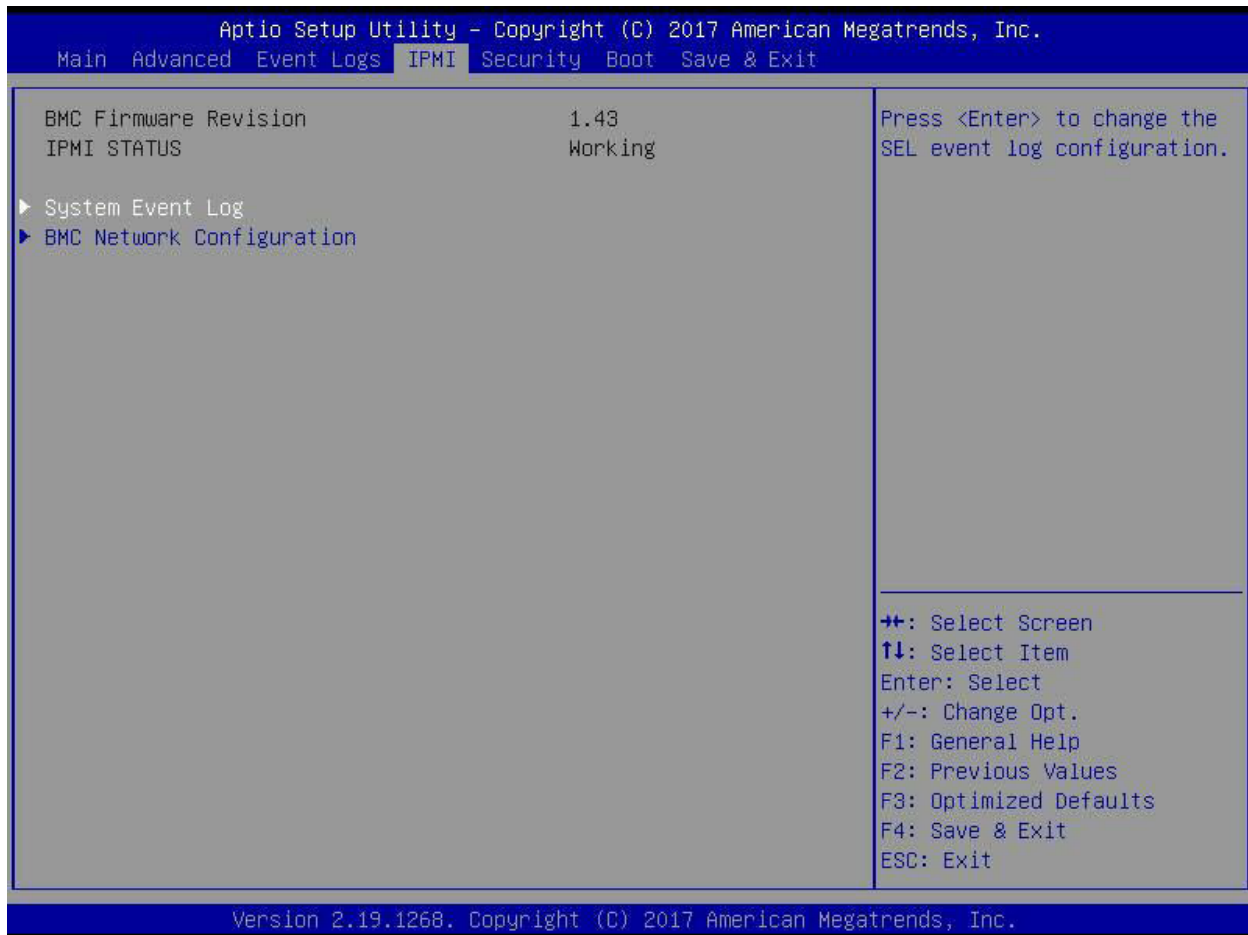 Aptio Setup Utility – Copyright (C) 2017 American Megatrends, Inc.
Main Advanced Event Logs IPMI Security Boot Save & Exit
BMC Firmware Revision 1.43
IPMI STATUS Working
System Event Log
BMC Network Configuration
Press <Enter> to change the
SEL event log configuration.
→←: Select Screen
↑↓: Select Item
Enter: Select
+/-: Change Opt.
F1: General Help
F2: Previous Values
F3: Optimized Defaults
F4: Save & Exit
ESC: Exit
Version 2.19.1268. Copyright (C) 2017 American Megatrends, Inc.